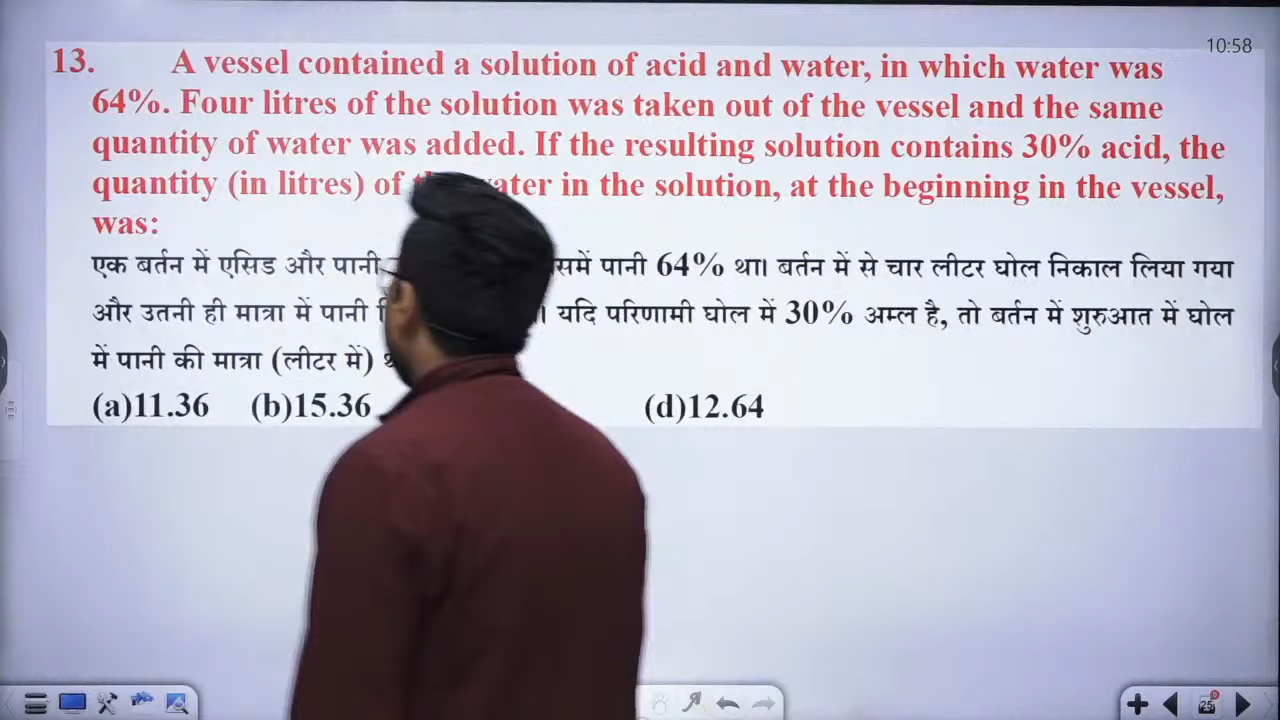 10:58
13. A vessel contained a solution of acid and water, in which water was
64%. Four litres of the solution was taken out of the vessel and the same
quantity of water was added. If the resulting solution contains 30% acid, the
quantity (in litres) of water in the solution, at the beginning in the vessel,
was:
एक बर्तन में एसिड और पानी 64% था। बर्तन में से चार लीटर घोल निकाल लिया गया
और उतनी ही मात्रा में पानी यदि परिणामी घोल में 30% अम्ल है, तो बर्तन में शुरुआत में घोल
में पानी की मात्रा (लीटर में)
(a)11.36 (b)15.36 (d)12.64
25